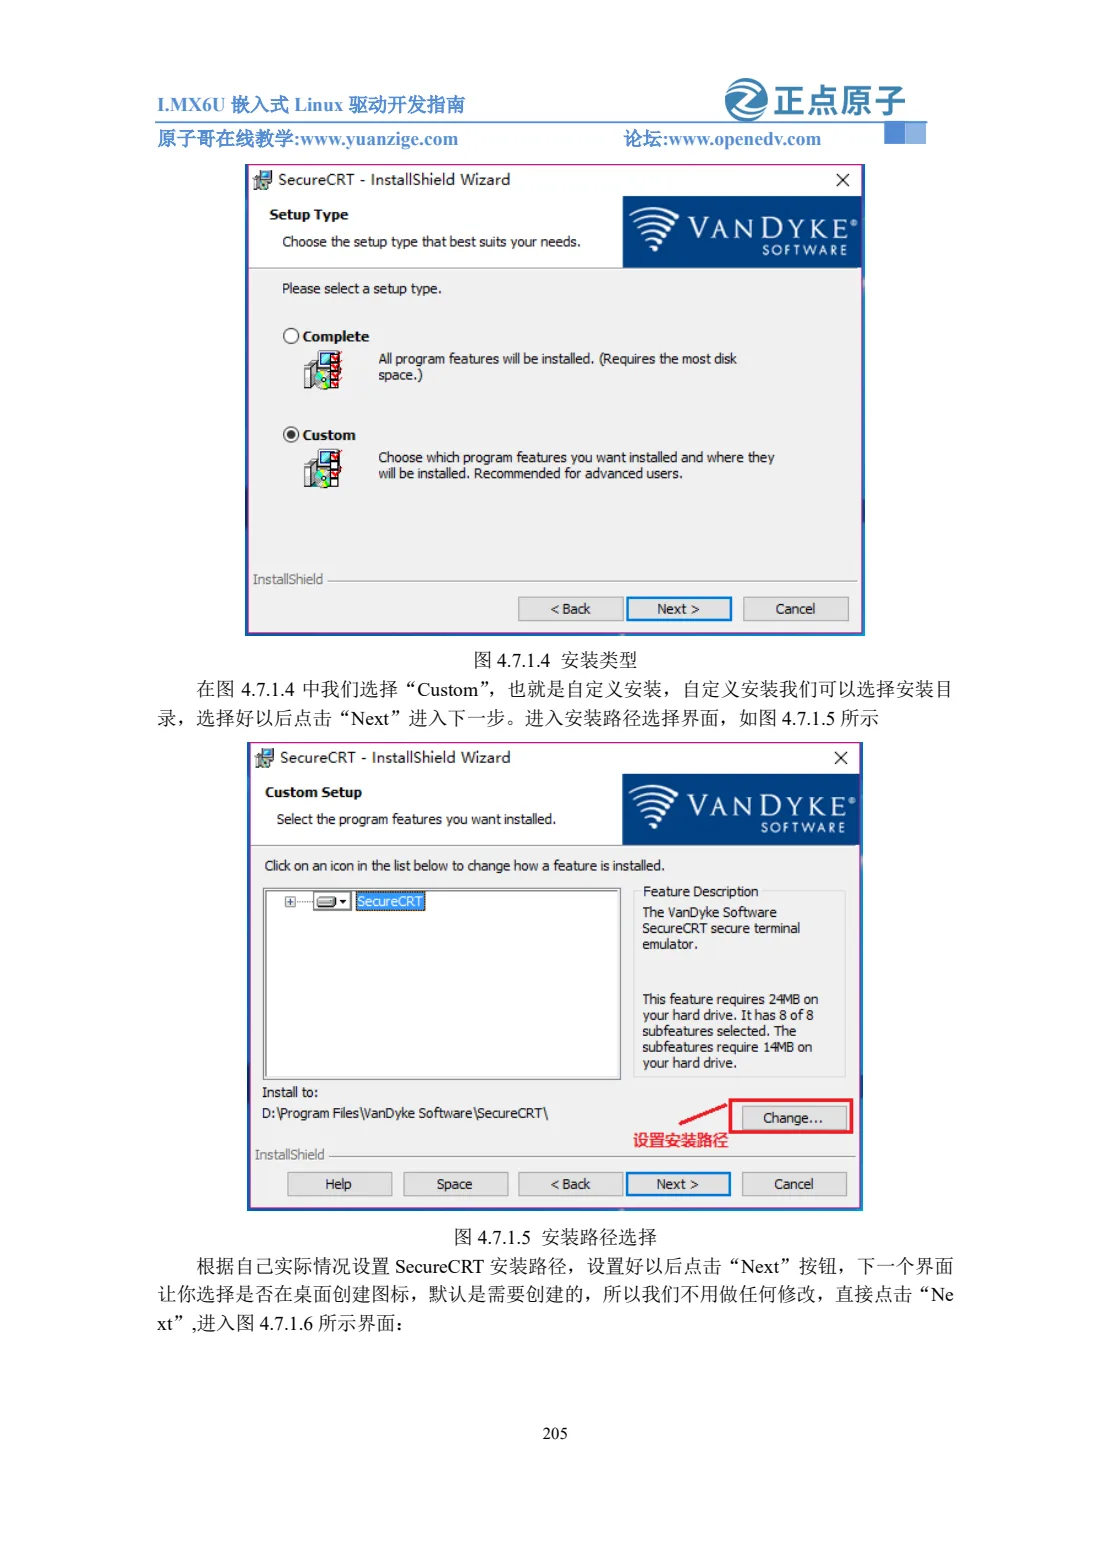 I.MX6U 嵌入式 Linux 驱动开发指南
正点原子
原子哥在线教学:www.yuanzige.com 论坛:www.openedv.com
SecureCRT - InstallShield Wizard
Setup Type
Choose the setup type that best suits your needs.
VANDYKE®
SOFTWARE
Please select a setup type.
Complete
All program features will be installed. (Requires the most disk
space.)
Custom
Choose which program features you want installed and where they
will be installed. Recommended for advanced users.
InstallShield
< Back Next > Cancel
图 4.7.1.4 安装类型
在图 4.7.1.4 中我们选择“Custom”，也就是自定义安装，自定义安装我们可以选择安装目
录，选择好以后点击“Next”进入下一步。进入安装路径选择界面，如图 4.7.1.5 所示
SecureCRT - InstallShield Wizard
Custom Setup
Select the program features you want installed.
VANDYKE®
SOFTWARE
Click on an icon in the list below to change how a feature is installed.
SecureCRT
Feature Description
The VanDyke Software
SecureCRT secure terminal
emulator.
This feature requires 24MB on
your hard drive. It has 8 of 8
subfeatures selected. The
subfeatures require 14MB on
your hard drive.
Install to:
D:\Program Files\VanDyke Software\SecureCRT\
Change...
设置安装路径
InstallShield
Help Space < Back Next > Cancel
图 4.7.1.5 安装路径选择
根据自己实际情况设置 SecureCRT 安装路径，设置好以后点击“Next”按钮，下一个界面
让你选择是否在桌面创建图标，默认是需要创建的，所以我们不用做任何修改，直接点击“Ne
xt”,进入图 4.7.1.6 所示界面：
205